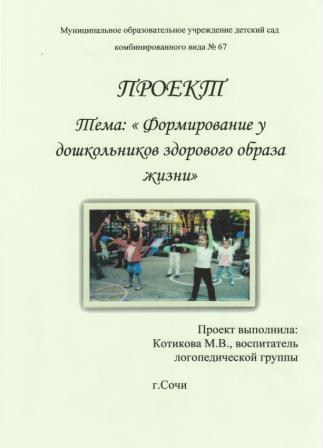 Муниципальное образовательное учреждение детский сад
комбинированного вида № 67
ПРОЕКТ
Тема: « Формирование у
дошкольников здорового образа
жизни»
Проект выполнила:
Котикова М.В., воспитатель
логопедической группы
г.Сочи